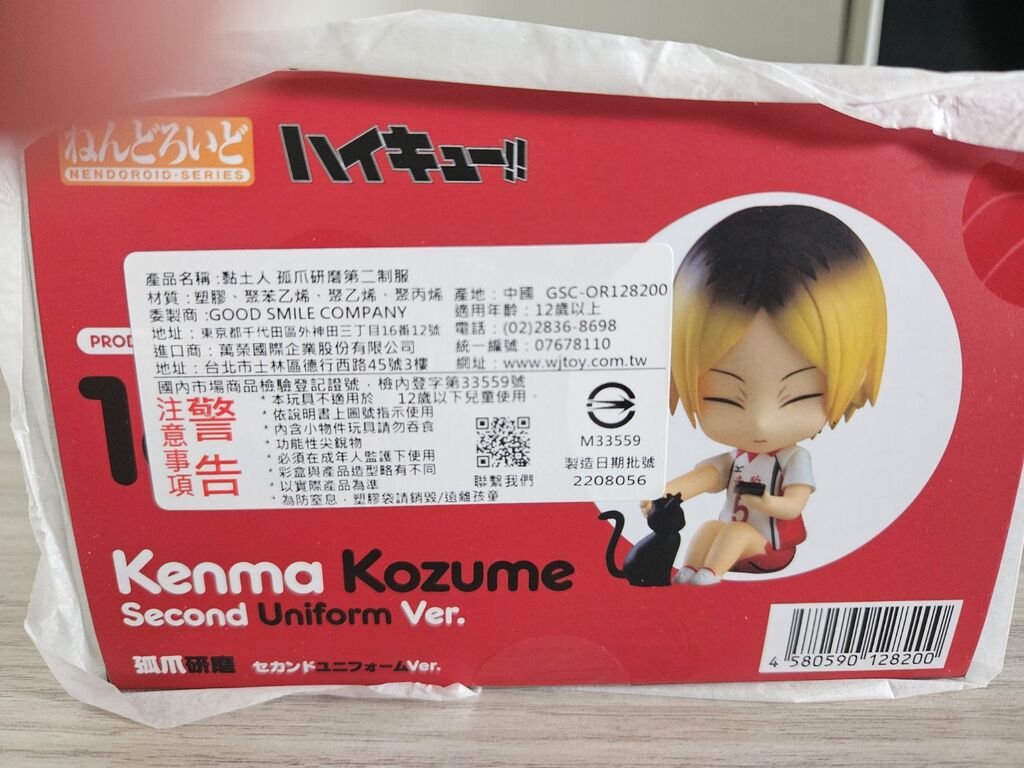 ねんどろいど
NENDOROID·SERIES
ハイキュー!!
產品名稱:黏土人 孤爪研磨第二制服
材質:塑膠、聚苯乙烯、聚乙烯、聚丙烯 產地:中國 GSC-OR128200
委製商:GOOD SMILE COMPANY 適用年齡:12歲以上
地址:東京都千代田區外神田三丁目16番12號 電話:(02)2836-8698
進口商:萬榮國際企業股份有限公司 統一編號:07678110
地址:台北市士林區德行西路45號3樓 網址:www.wjtoy.com.tw
國內市場商品檢驗登記證號,檢內登字第33559號
注意事項
警告
*本玩具不適用於 12歲以下兒童使用。
*依說明書上圖號指示使用
*內含小物件玩具請勿吞食
*功能性尖銳物
*必須在成年人監護下使用
*彩盒與產品造型略有不同
*以實際產品為準
*為防窒息,塑膠袋請銷毀/遠離孩童
聯繫我們
M33559
製造日期批號
2208056
5
Kenma Kozume
Second Uniform Ver.
孤爪研磨 セカンドユニフォームVer.
4 580590 128200